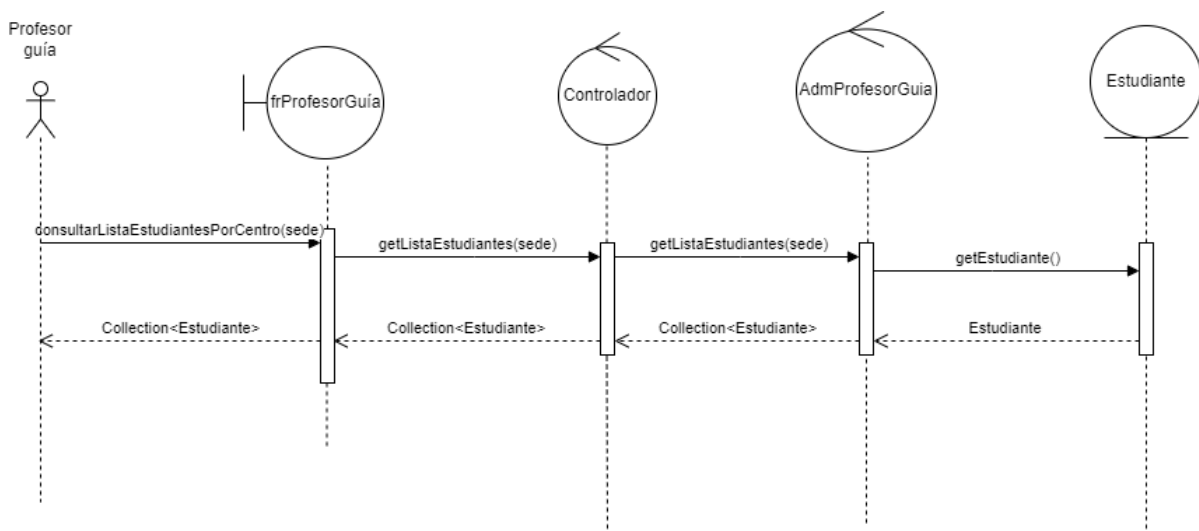 Profesor
guía
frProfesorGuía
Controlador
AdmProfesorGuia
Estudiante
consultarListaEstudiantesPorCentro(sede)
getListaEstudiantes(sede)
getListaEstudiantes(sede)
getEstudiante()
Collection<Estudiante>
Collection<Estudiante>
Collection<Estudiante>
Estudiante